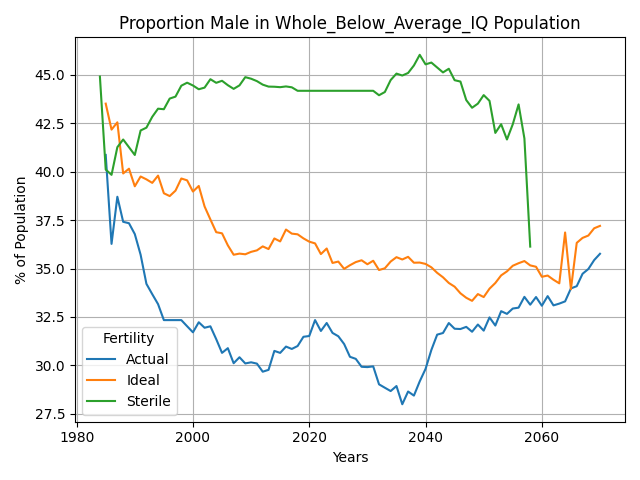 Proportion Male in Whole_Below_Average_IQ Population
% of Population
45.0
42.5
40.0
37.5
35.0
32.5
30.0
27.5
Fertility
Actual
Ideal
Sterile
1980
2000
2020
2040
2060
Years